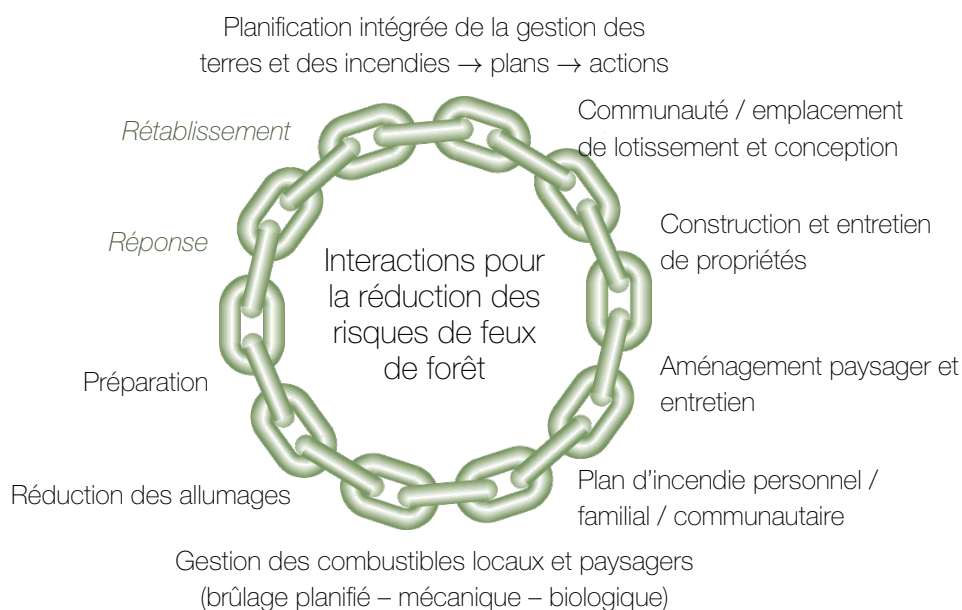 Planification intégrée de la gestion des
terres et des incendies → plans → actions
Communauté / emplacement
de lotissement et conception
Construction et entretien
de propriétés
Aménagement paysager et
entretien
Plan d'incendie personnel /
familial / communautaire
Gestion des combustibles locaux et paysagers
(brûlage planifié – mécanique – biologique)
Réduction des allumages
Préparation
Réponse
Rétablissement
Interactions pour
la réduction des
risques de feux
de forêt